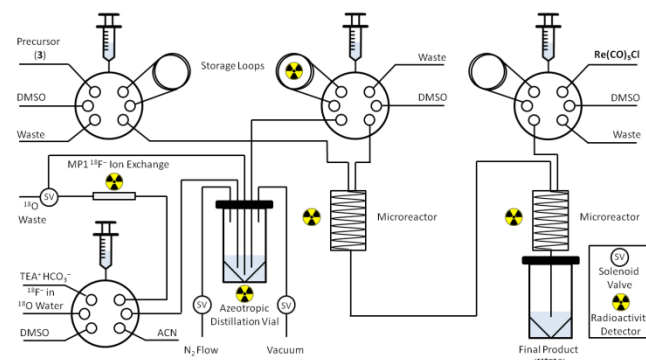 Precursor
(3)
DMSO
Waste
Storage Loops
Waste
DMSO
Re(CO)₅Cl
DMSO
Waste
MP1 ¹⁸F⁻ Ion Exchange
SV
¹⁸O
Waste
Microreactor
Microreactor
TEA⁺HCO₃⁻
¹⁸F⁻ in
¹⁸O Water
DMSO
ACN
SV
SV
Azeotropic
Distillation Vial
N₂ Flow
Vacuum
SV
Solenoid
Valve
Radioactivity
Detector
Final Product